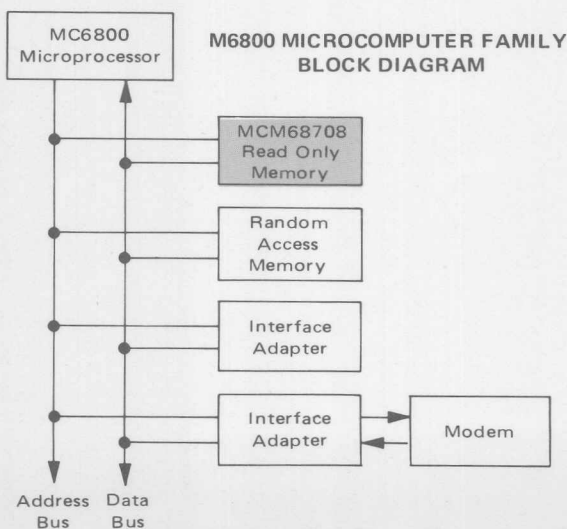 MC6800
Microprocessor
M6800 MICROCOMPUTER FAMILY
BLOCK DIAGRAM
MCM68708
Read Only
Memory
Random
Access
Memory
Interface
Adapter
Interface
Adapter
Modem
Address
Bus
Data
Bus